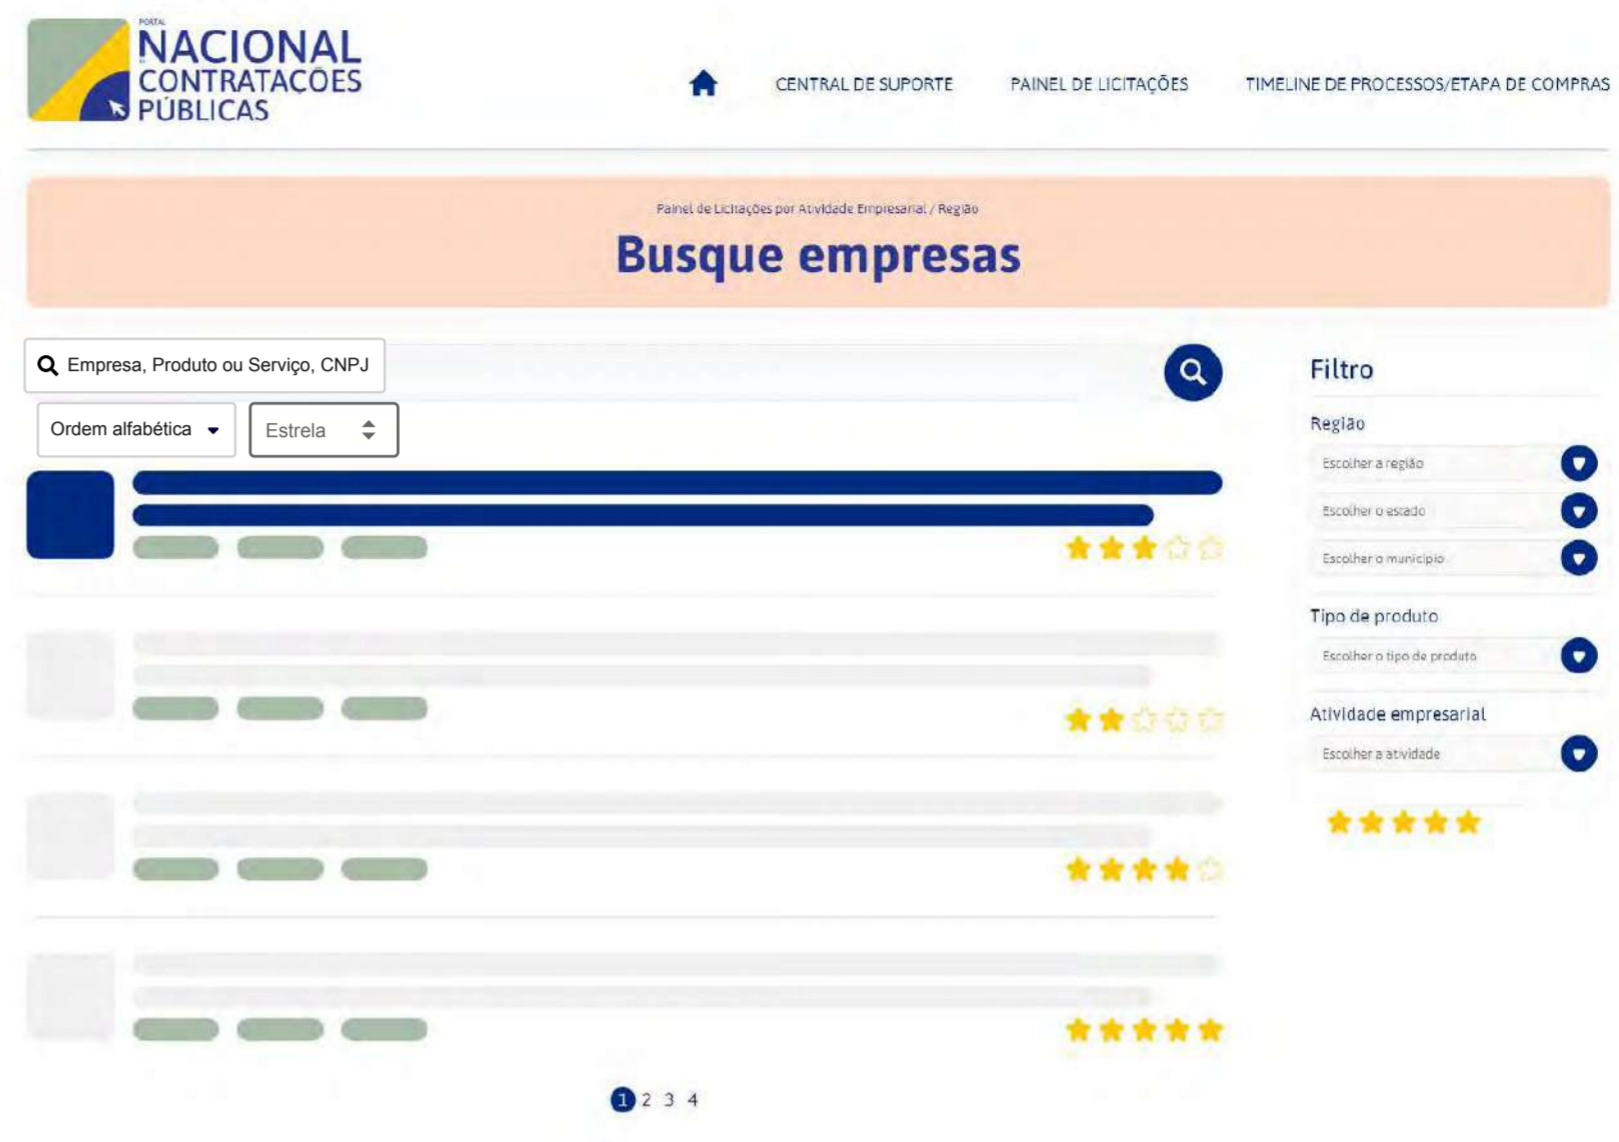 PORTAL
NACIONAL
CONTRATACÕES
PÚBLICAS
CENTRAL DE SUPORTE
PAINEL DE LICITAÇÕES
TIMELINE DE PROCESSOS/ETAPA DE COMPRAS
Painel de Licitações por Atividade Empresarial / Região
Busque empresas
Empresa, Produto ou Serviço, CNPJ
Ordem alfabética
Estrela
Filtro
Região
Escolher a região
Escolher o estado
Escolher o município
Tipo de produto
Escolher o tipo de produto
Atividade empresarial
Escolher a atividade
1 2 3 4